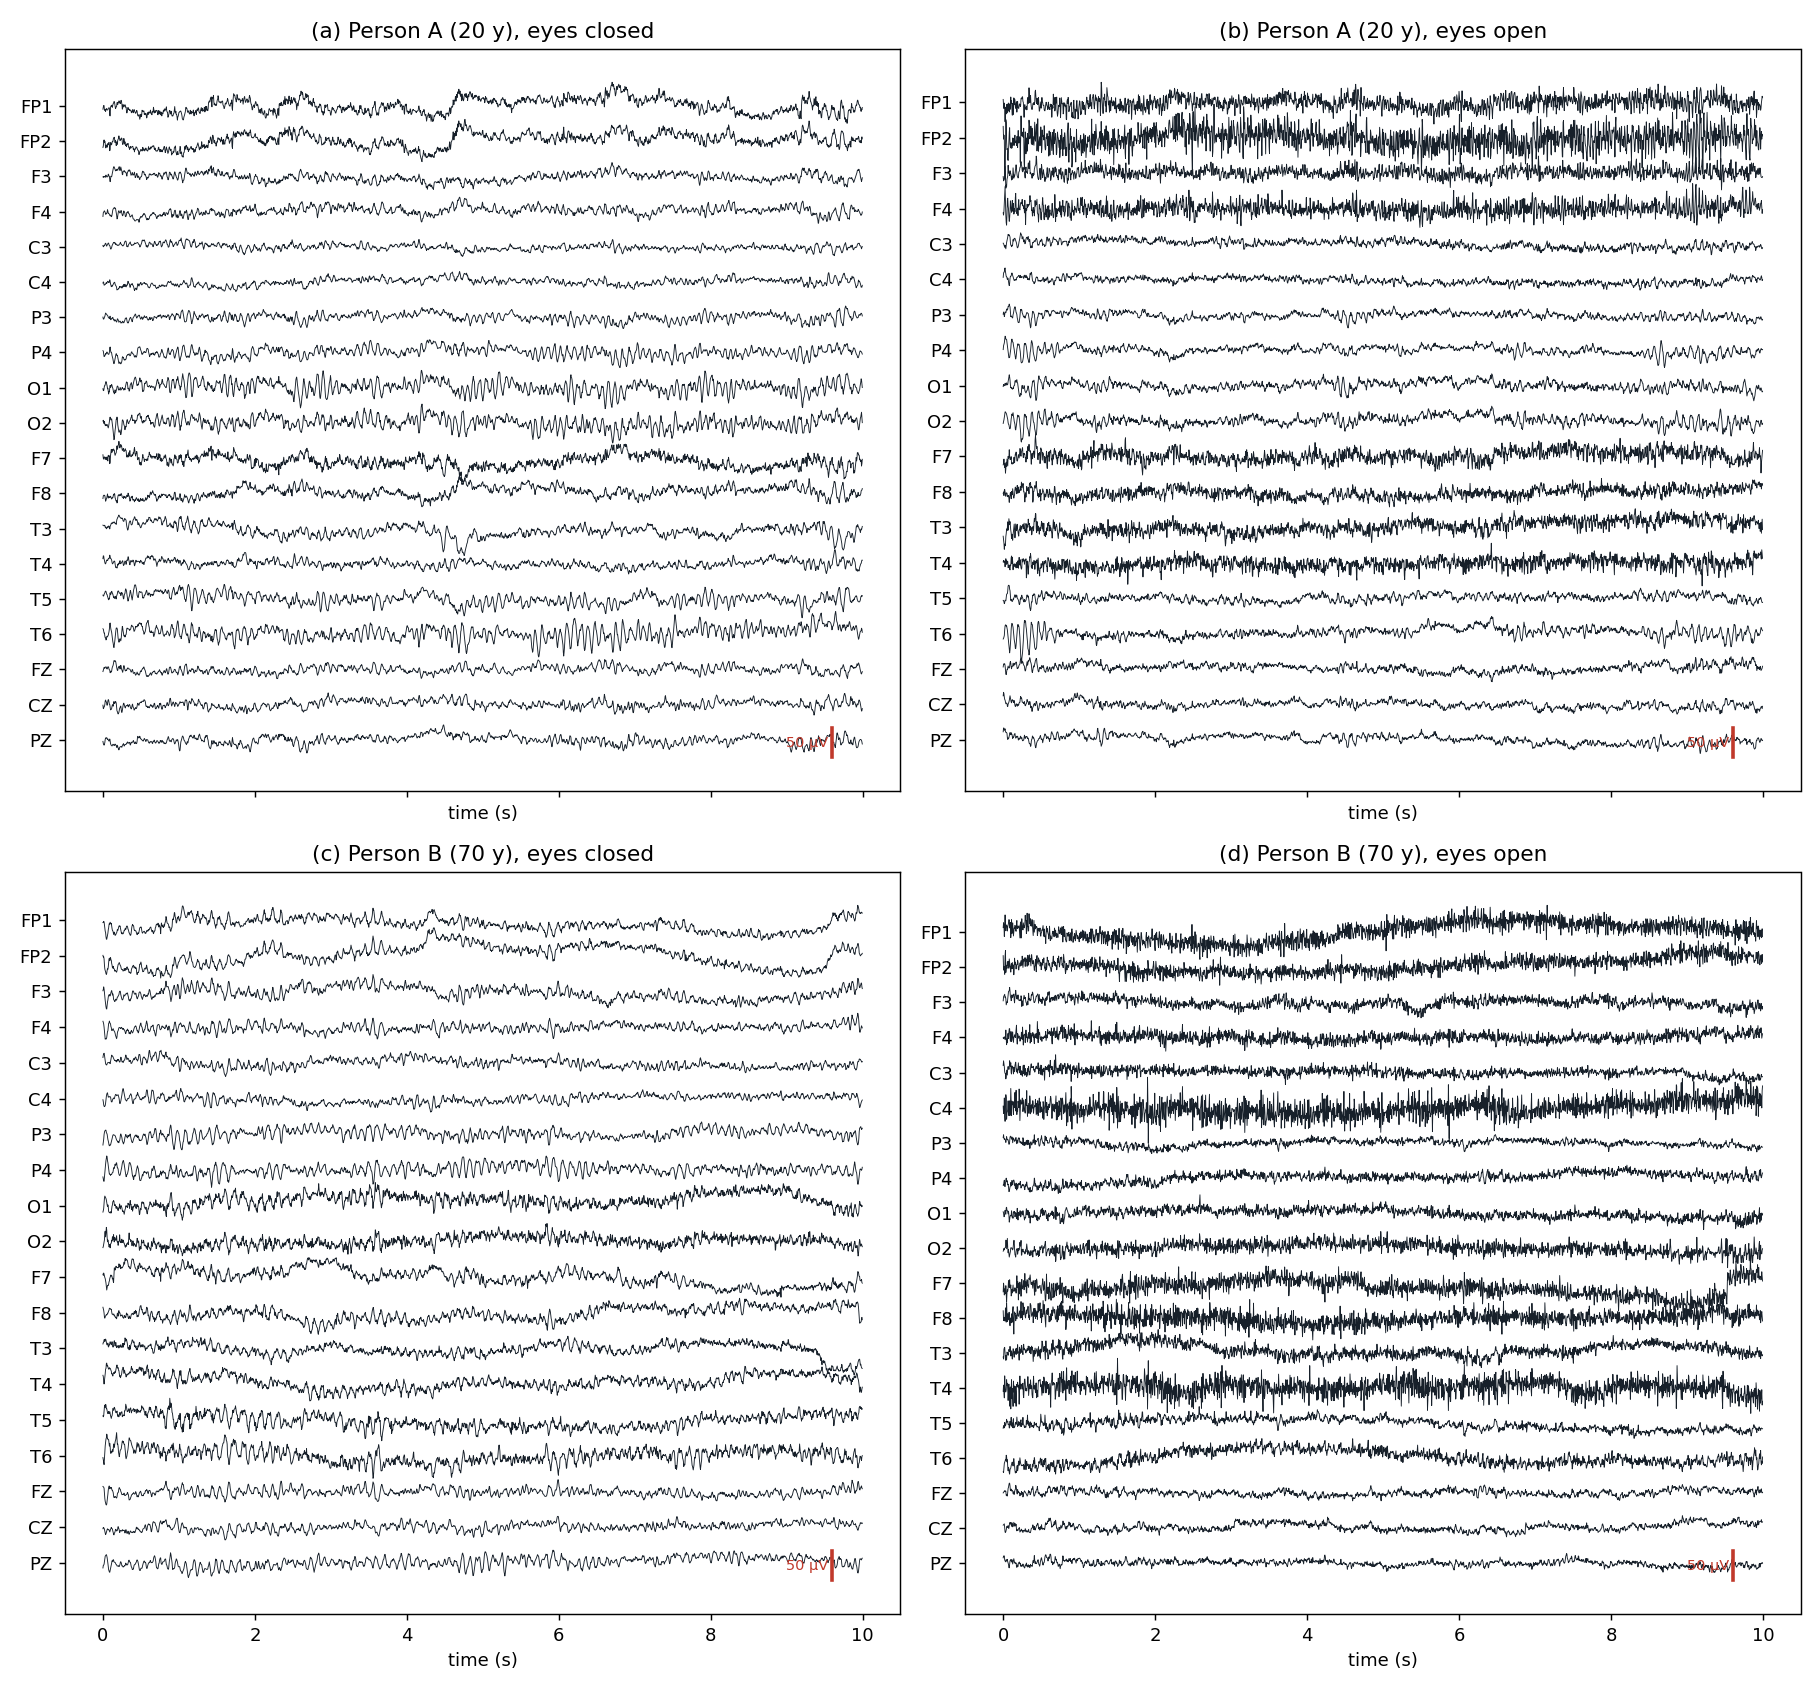 (a) Person A (20 y), eyes closed
FP1
FP2
F3
F4
C3
C4
P3
P4
O1
O2
F7
F8
T3
T4
T5
T6
FZ
CZ
PZ
50 µV
time (s)
(b) Person A (20 y), eyes open
FP1
FP2
F3
F4
C3
C4
P3
P4
O1
O2
F7
F8
T3
T4
T5
T6
FZ
CZ
PZ
50 µV
time (s)
(c) Person B (70 y), eyes closed
FP1
FP2
F3
F4
C3
C4
P3
P4
O1
O2
F7
F8
T3
T4
T5
T6
FZ
CZ
PZ
50 µV
0 2 4 6 8 10
time (s)
(d) Person B (70 y), eyes open
FP1
FP2
F3
F4
C3
C4
P3
P4
O1
O2
F7
F8
T3
T4
T5
T6
FZ
CZ
PZ
50 µV
0 2 4 6 8 10
time (s)